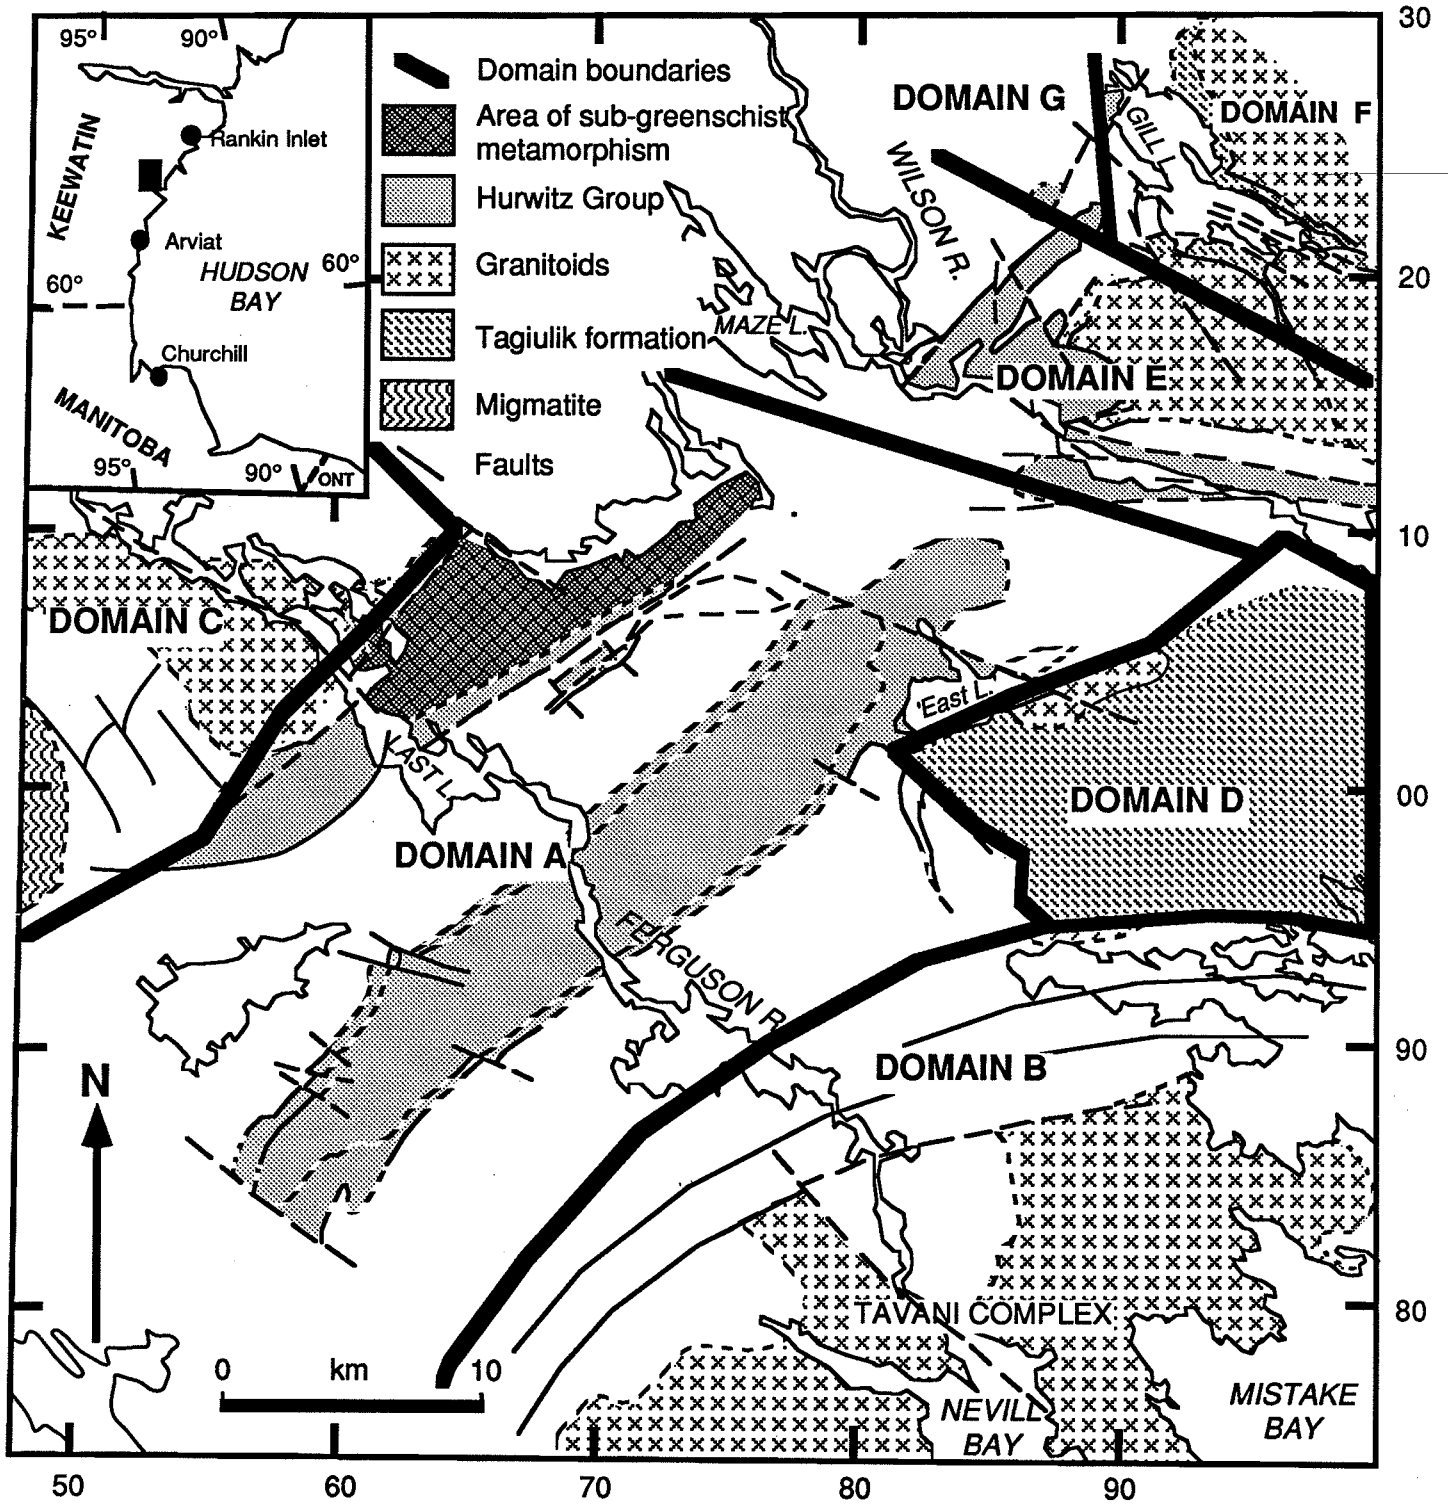 95°
90°
KEEWATIN
Rankin Inlet
Arviat
HUDSON
BAY
60°
60°
Churchill
MANITOBA
95°
90°
ONT
Domain boundaries
Area of sub-greenschist
metamorphism
Hurwitz Group
Granitoids
Tagiulik formation
Migmatite
Faults
DOMAIN G
DOMAIN F
GILL L.
WILSON R.
MAZE L.
DOMAIN E
DOMAIN C
East L.
LAST L.
DOMAIN D
DOMAIN A
FERGUSON R.
DOMAIN B
N
TAVANI COMPLEX
0 km 10
NEVILL
BAY
MISTAKE
BAY
30
20
10
00
90
80
50 60 70 80 90